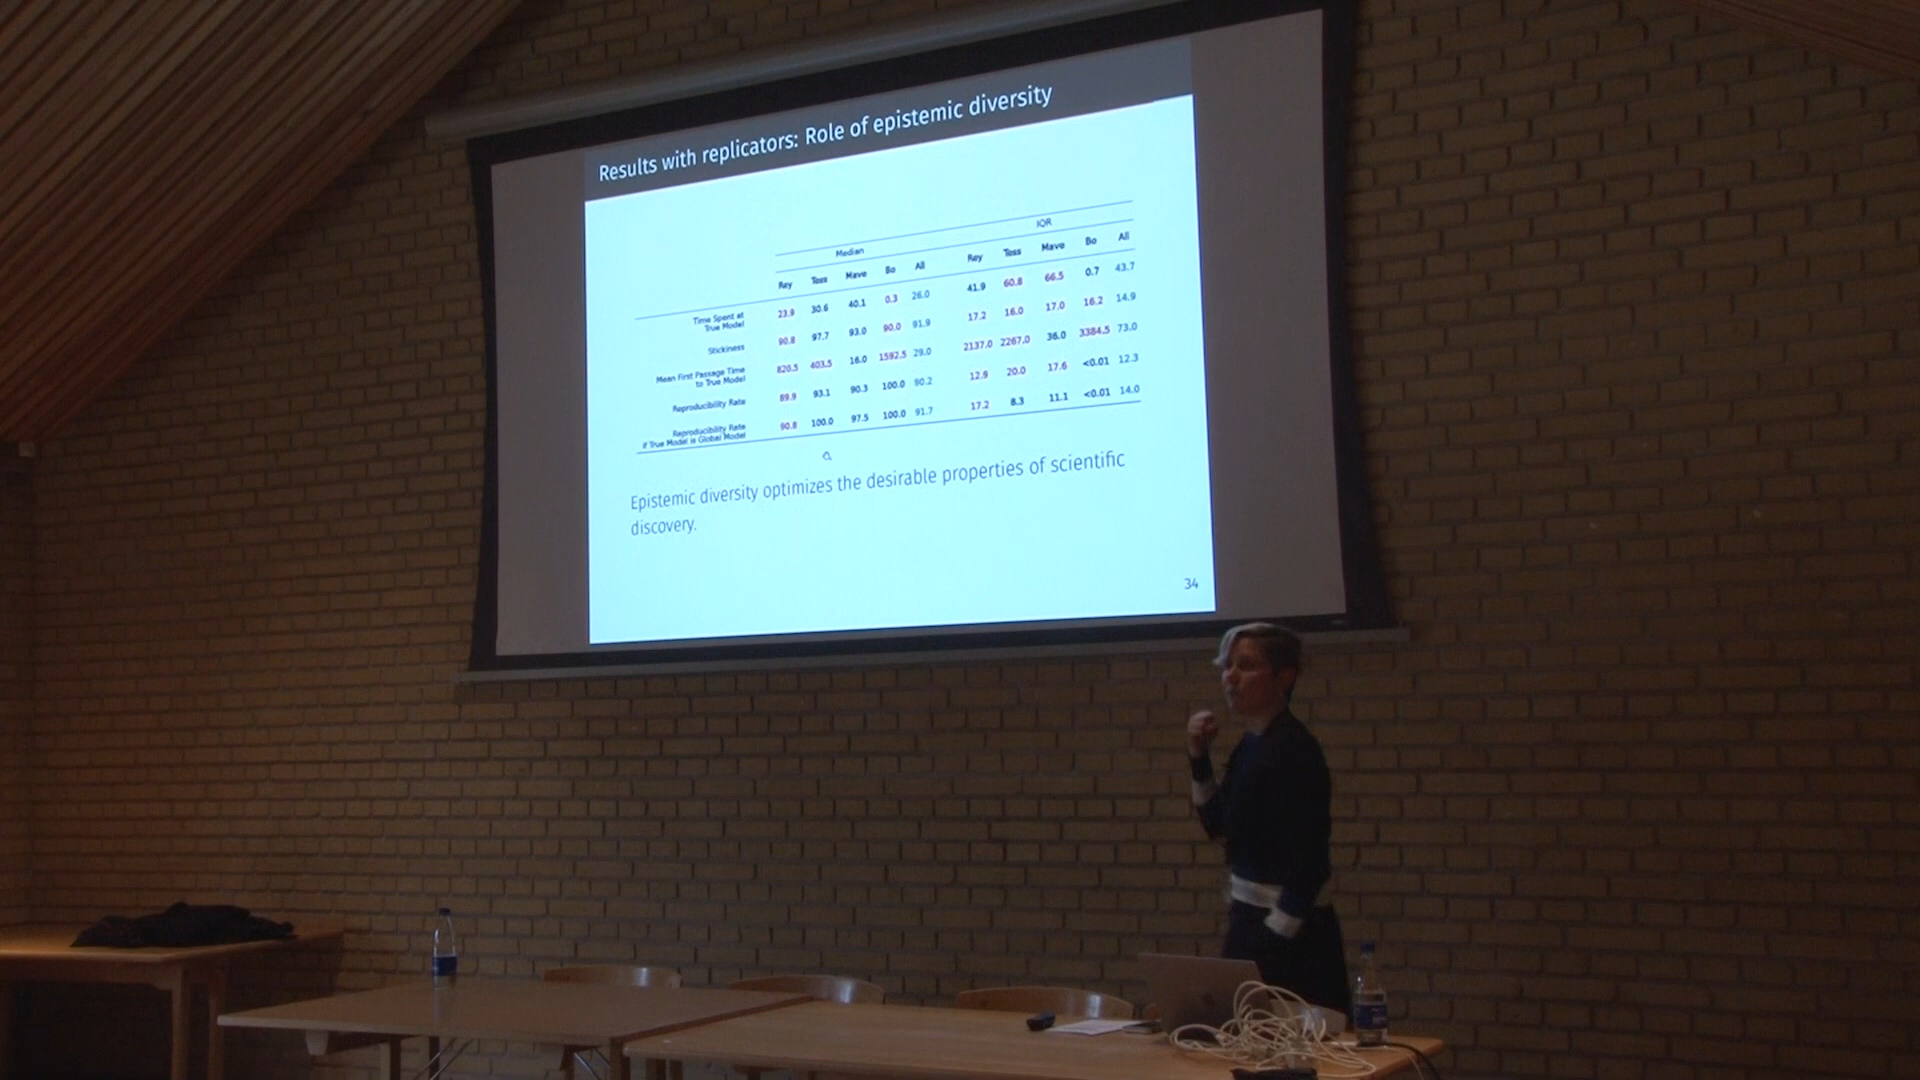 Results with replicators: Role of epistemic diversity
Median IQR
Rey Tess Mave Bo All Rey Tess Mave Bo All
Time Spent at
True Model 23.9 30.6 40.1 0.3 26.0 41.9 60.8 66.5 0.7 43.7
Stickiness 90.8 97.7 93.0 90.0 91.9 17.2 16.0 17.0 16.2 14.9
Mean First Passage Time
to True Model 820.5 403.5 16.0 1592.5 29.0 2137.0 2267.0 36.0 3384.5 73.0
Reproducibility Rate 89.9 93.1 90.3 100.0 90.2 12.9 20.0 17.6 <0.01 12.3
Reproducibility Rate
if True Model is Global Model 90.8 100.0 97.5 100.0 91.7 17.2 8.3 11.1 <0.01 14.0
Epistemic diversity optimizes the desirable properties of scientific
discovery.
34